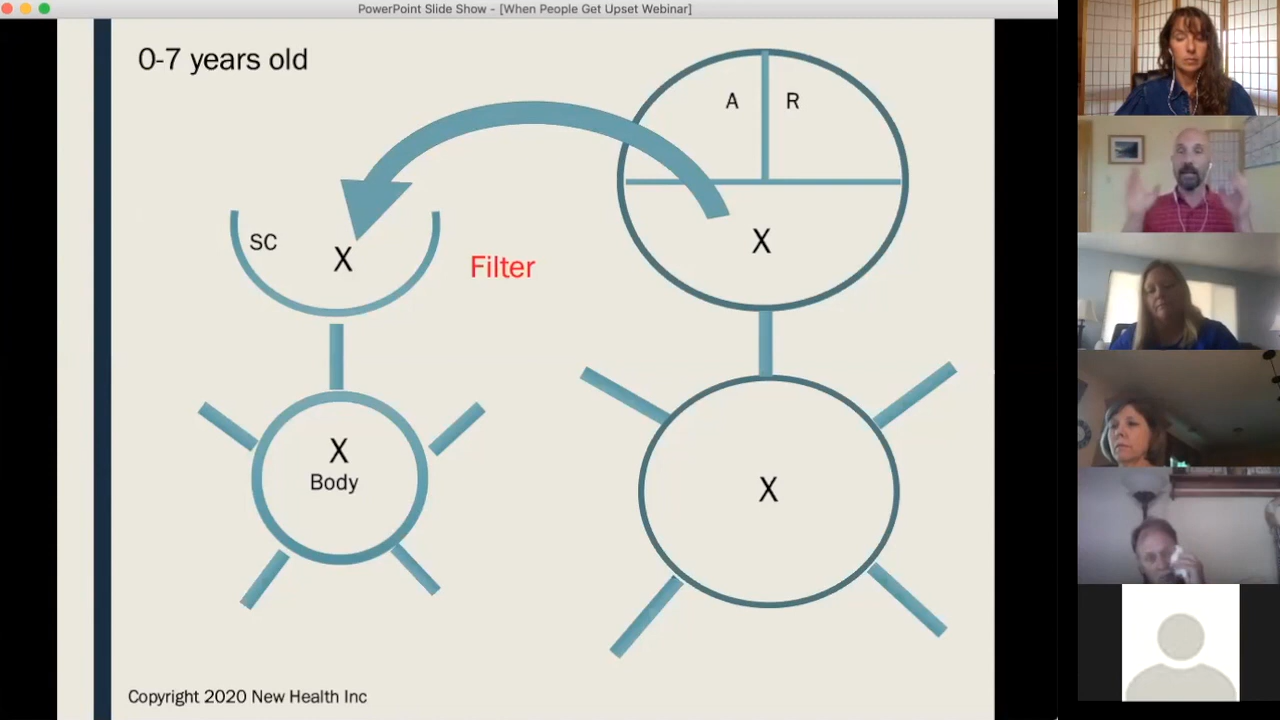 PowerPoint Slide Show - [When People Get Upset Webinar]
0-7 years old
A
R
SC
X
Filter
X
X
Body
X
Copyright 2020 New Health Inc